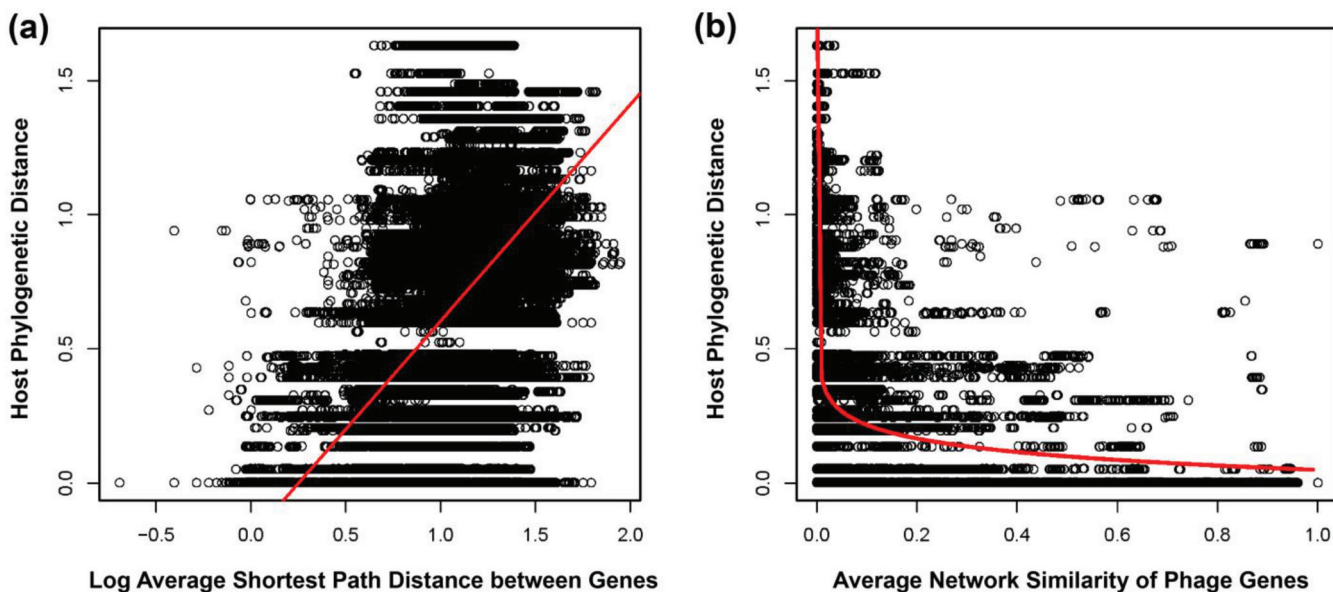 (a)
Host Phylogenetic Distance
1.5
1.0
0.5
0.0
−0.5 0.0 0.5 1.0 1.5 2.0
Log Average Shortest Path Distance between Genes
(b)
Host Phylogenetic Distance
1.5
1.0
0.5
0.0
0.0 0.2 0.4 0.6 0.8 1.0
Average Network Similarity of Phage Genes